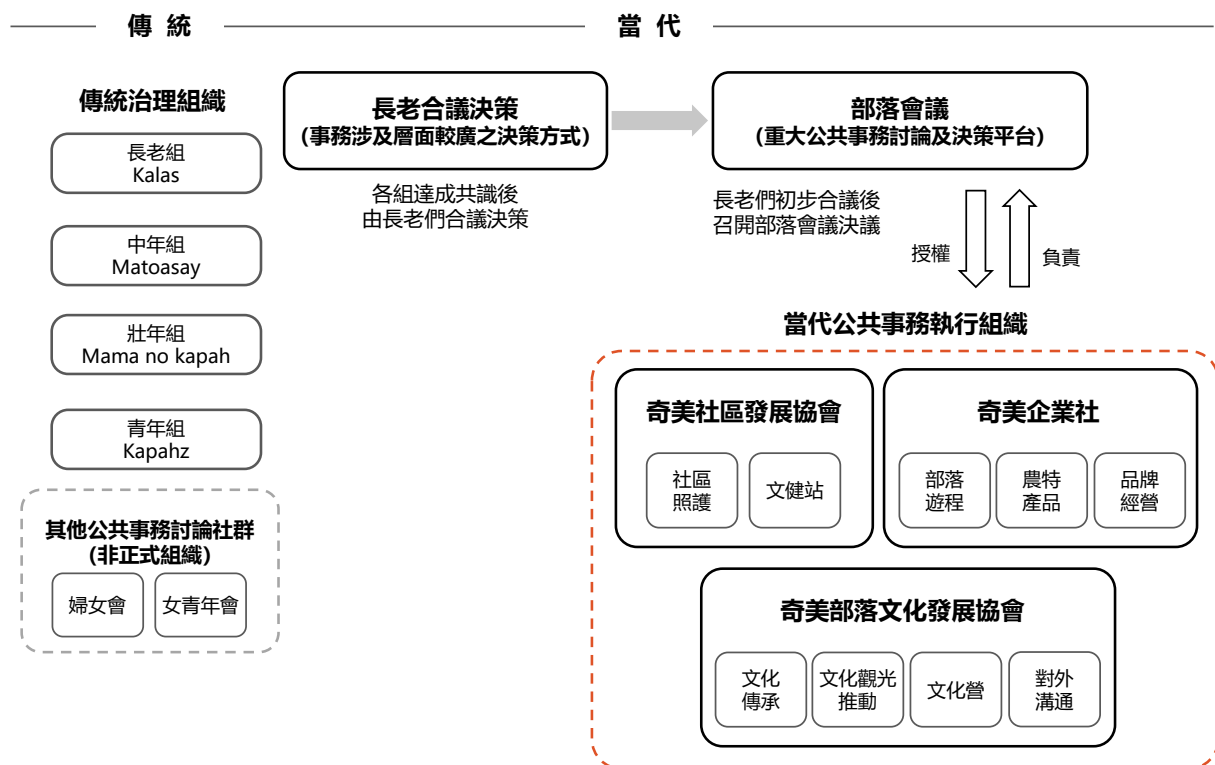 傳統
當代
傳統治理組織
長老組
Kalas
中年組
Matoasay
壯年組
Mama no kapah
青年組
Kapahz
其他公共事務討論社群
(非正式組織)
婦女會
女青年會
長老合議決策
(事務涉及層面較廣之決策方式)
各組達成共識後
由長老們合議決策
部落會議
(重大公共事務討論及決策平台)
長老們初步合議後
召開部落會議決議
授權
負責
當代公共事務執行組織
奇美社區發展協會
社區
照護
文健站
奇美企業社
部落
遊程
農特
產品
品牌
經營
奇美部落文化發展協會
文化
傳承
文化觀光
推動
文化營
對外
溝通